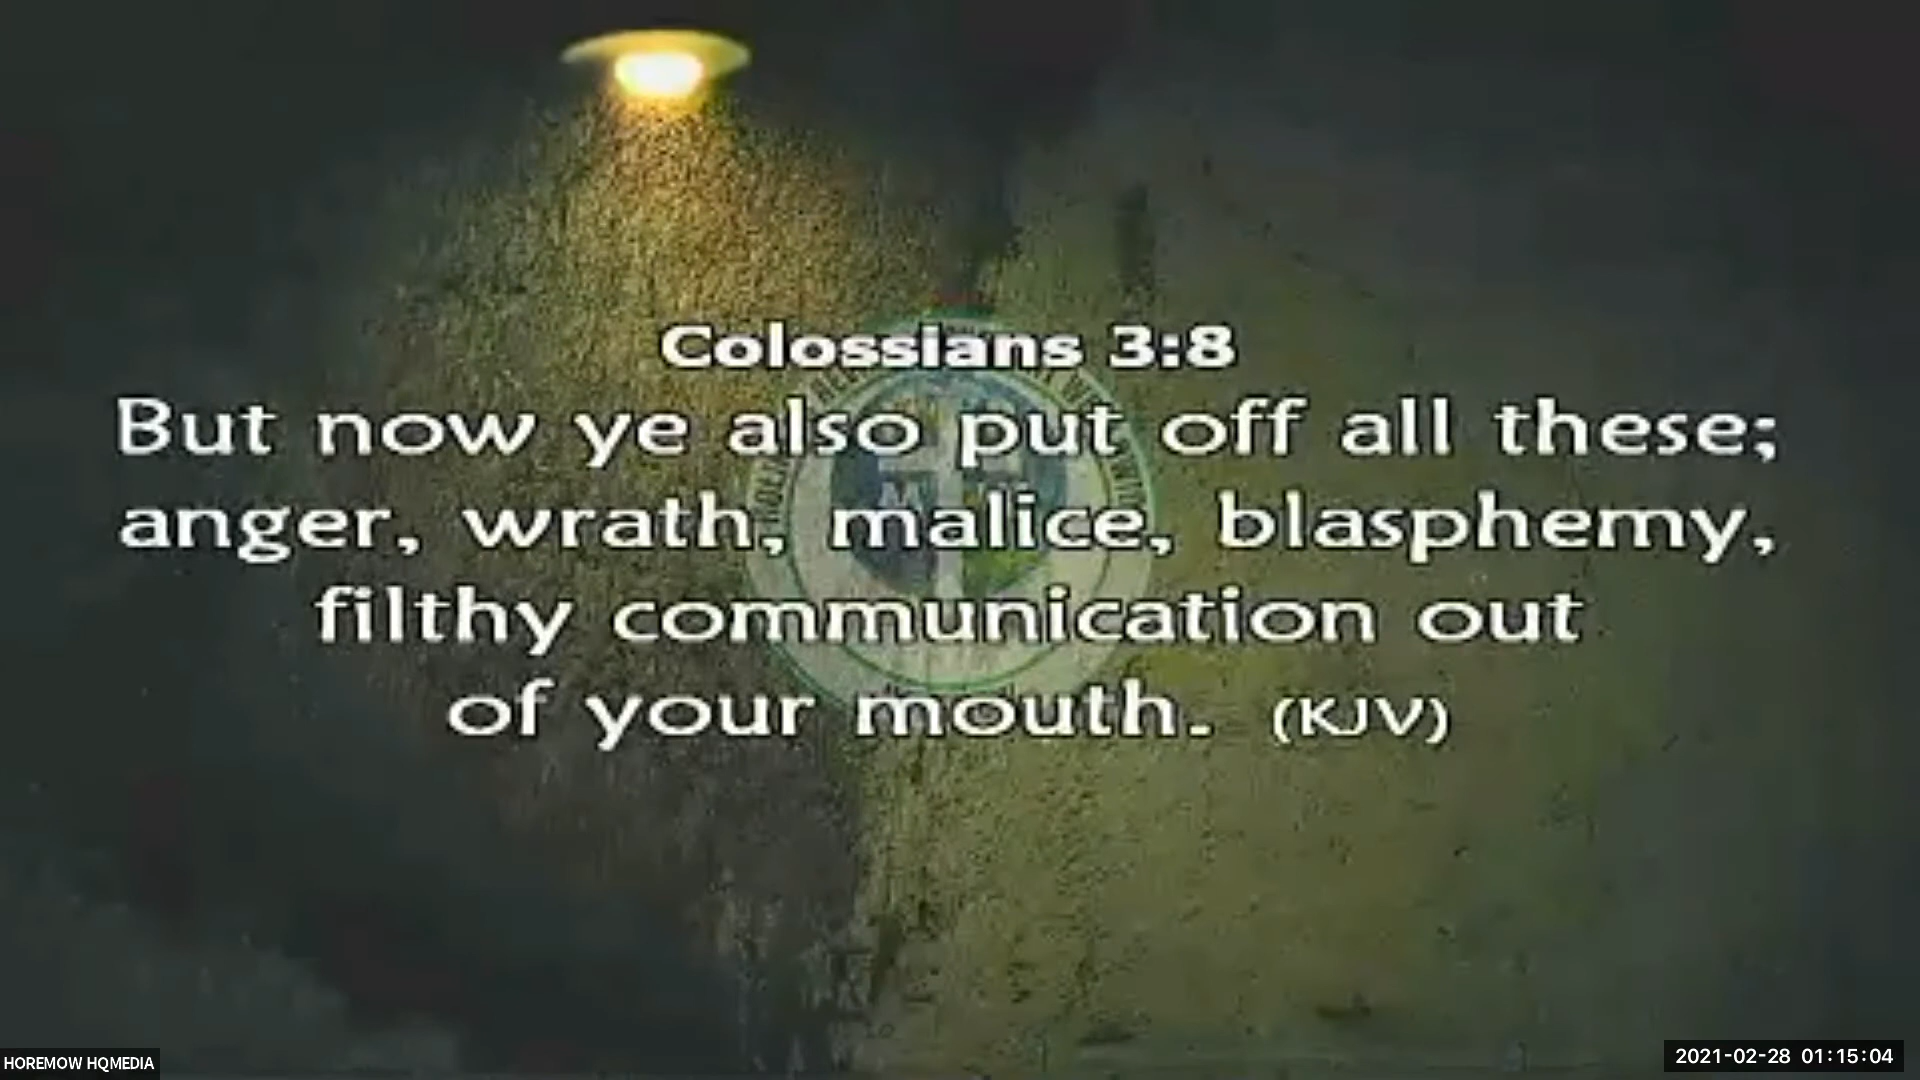 Colossians 3:8
But now ye also put off all these;
anger, wrath, malice, blasphemy,
filthy communication out
of your mouth. (KJV)
HOREMOW HQMEDIA
2021-02-28 01:15:04